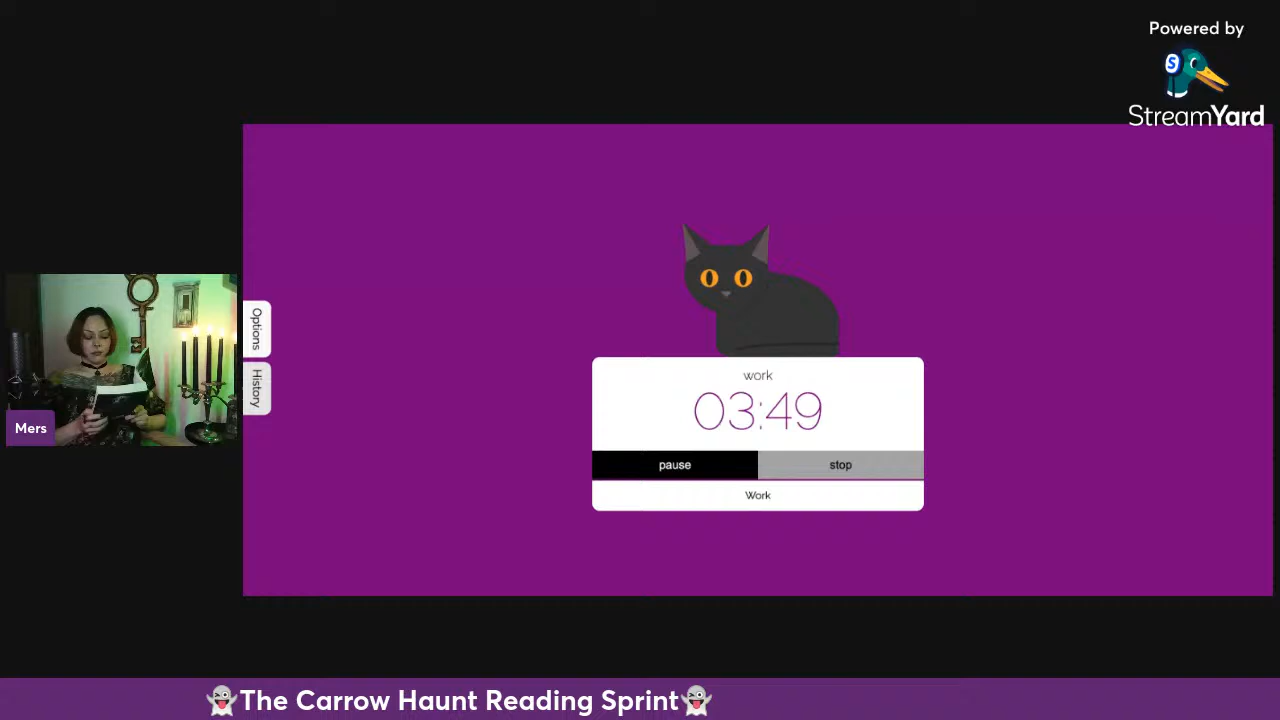 Powered by
S
StreamYard
Options
History
Mers
work
03:49
pause
stop
Work
👻The Carrow Haunt Reading Sprint👻